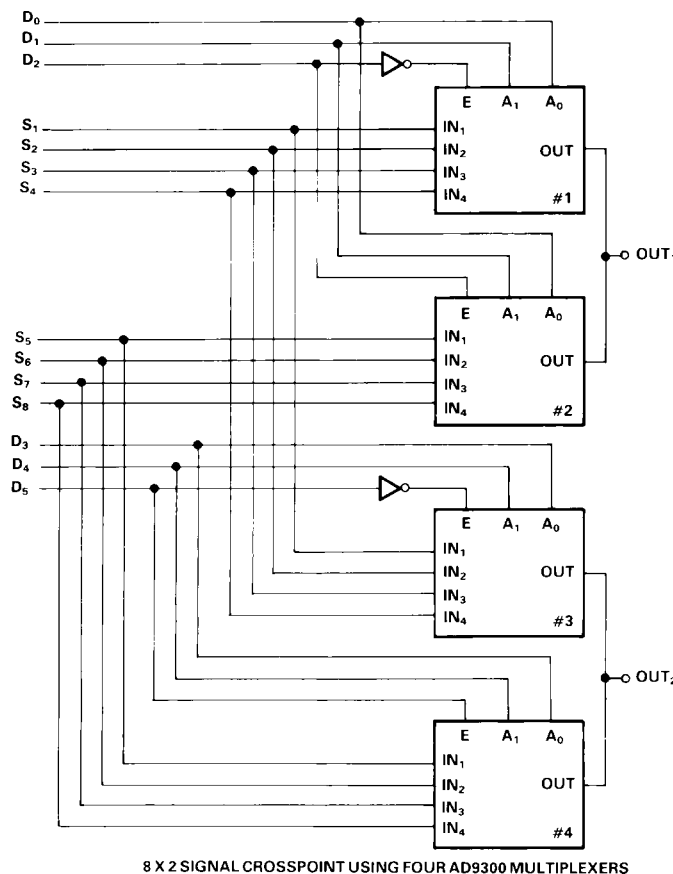 D₀
D₁
D₂
E A₁ A₀
S₁ IN₁
S₂ IN₂ OUT
S₃ IN₃
S₄ IN₄ #1
OUT₁
E A₁ A₀
S₅ IN₁
S₆ IN₂ OUT
S₇ IN₃
S₈ IN₄ #2
D₃
D₄
D₅
E A₁ A₀
IN₁
IN₂ OUT
IN₃
IN₄ #3
OUT₂
E A₁ A₀
IN₁
IN₂ OUT
IN₃
IN₄ #4
8 X 2 SIGNAL CROSSPOINT USING FOUR AD9300 MULTIPLEXERS